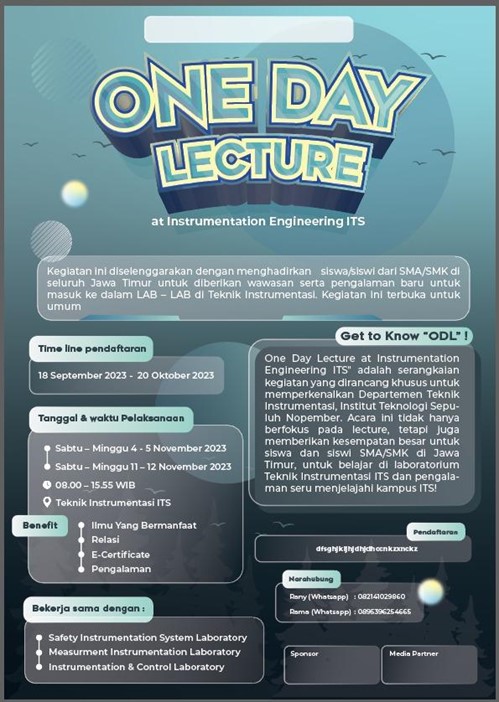 ONE DAY
LECTURE
at Instrumentation Engineering ITS
Kegiatan ini diselenggarakan dengan menghadirkan siswa/siswi dari SMA/SMK di
seluruh Jawa Timur untuk diberikan wawasan serta pengalaman baru untuk
masuk ke dalam LAB – LAB di Teknik Instrumentasi. Kegiatan ini terbuka untuk
umum
Time line pendaftaran
18 September 2023 - 20 Oktober 2023
Tanggal & waktu Pelaksanaan
Sabtu – Minggu 4 - 5 November 2023
Sabtu – Minggu 11 – 12 November 2023
08.00 – 15.55 WIB
Teknik Instrumentasi ITS
Benefit
Ilmu Yang Bermanfaat
Relasi
E-Certificate
Pengalaman
Bekerja sama dengan :
Safety Instrumentation System Laboratory
Measurment Instrumentation Laboratory
Instrumentation & Control Laboratory
Get to Know "ODL" !
One Day Lecture at Instrumentation
Engineering ITS" adalah serangkaian
kegiatan yang dirancang khusus untuk
memperkenalkan Departemen Teknik
Instrumentasi, Institut Teknologi Sepu-
luh Nopember. Acara ini tidak hanya
berfokus pada lecture, tetapi juga
memberikan kesempatan besar untuk
siswa dan siswi SMA/SMK di Jawa
Timur, untuk belajar di laboratorium
Teknik Instrumentasi ITS dan pengala-
man seru menjelajahi kampus ITS!
Pendaftaran
Narahubung
Rany (Whatsapp) : 082141029860
Rama (Whatsapp) : 0896396254665
Sponsor
Media Partner